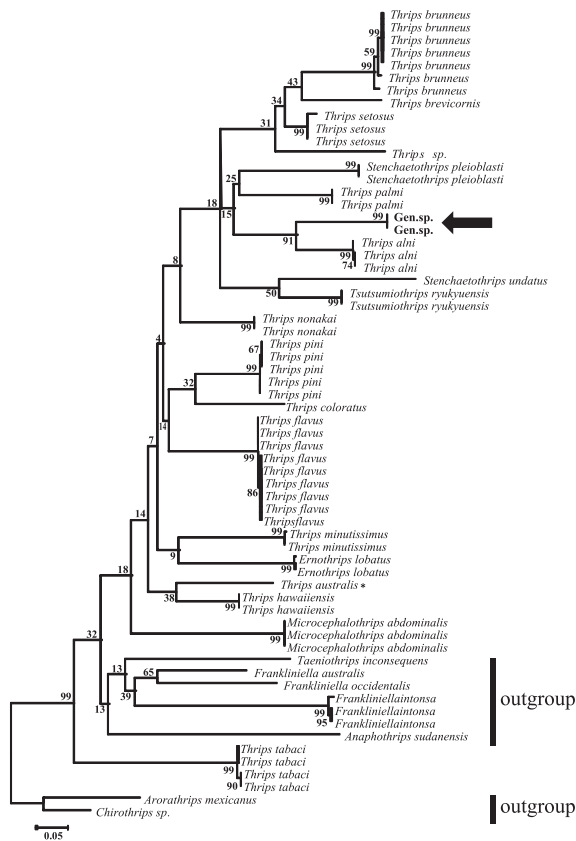 Thrips brunneus
Thrips brunneus
99
Thrips brunneus
Thrips brunneus
59
Thrips brunneus
99
Thrips brunneus
43
Thrips brunneus
Thrips brevicornis
34
Thrips setosus
31
99
Thrips setosus
Thrips setosus
Thrips sp.
99
Stenchaetothrips pleioblasti
25
Stenchaetothrips pleioblasti
Thrips palmi
99
18
15
Thrips palmi
99
Gen.sp.
Gen.sp.
91
Thrips alni
99
Thrips alni
74
Thrips alni
8
Stenchaetothrips undatus
50
Tsutsumiothrips ryukyuensis
99
Tsutsumiothrips ryukyuensis
Thrips nonakai
99
Thrips nonakai
4
Thrips pini
67
Thrips pini
99
Thrips pini
32
Thrips pini
Thrips pini
Thrips coloratus
14
Thrips flavus
Thrips flavus
Thrips flavus
7
99
Thrips flavus
Thrips flavus
Thrips flavus
86
Thrips flavus
Thrips flavus
Thripsflavus
14
99
Thrips minutissimus
9
Thrips minutissimus
Ernothrips lobatus
99
Ernothrips lobatus
18
Thrips australis*
38
Thrips hawaiiensis
99
Thrips hawaiiensis
Microcephalothrips abdominalis
99
Microcephalothrips abdominalis
32
Microcephalothrips abdominalis
Taeniothrips inconsequens
13
65
Frankliniella australis
39
Frankliniella occidentalis
99
Frankliniellaintonsa
outgroup
99
Frankliniellaintonsa
13
95
Frankliniellaintonsa
Anaphothrips sudanensis
Thrips tabaci
99
Thrips tabaci
90
Thrips tabaci
Thrips tabaci
Arorathrips mexicanus
outgroup
Chirothrips sp.
0.05